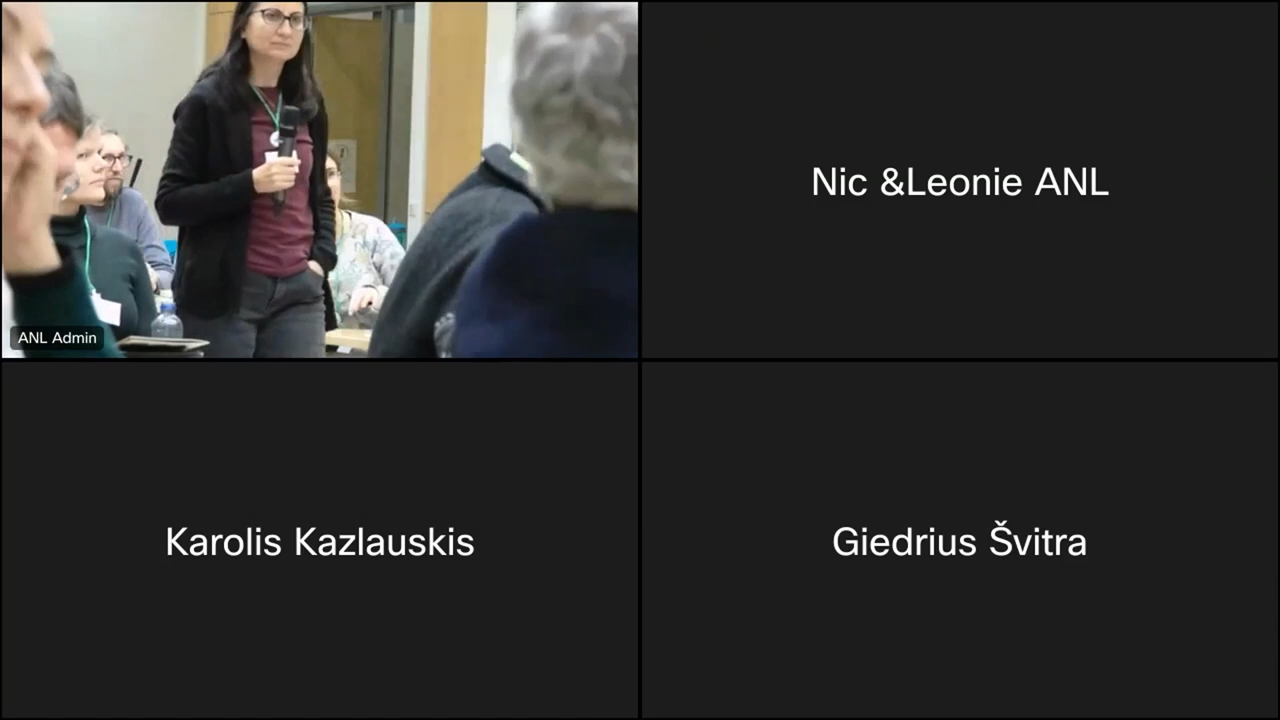 ANL Admin
Nic &Leonie ANL
Karolis Kazlauskis
Giedrius Švitra